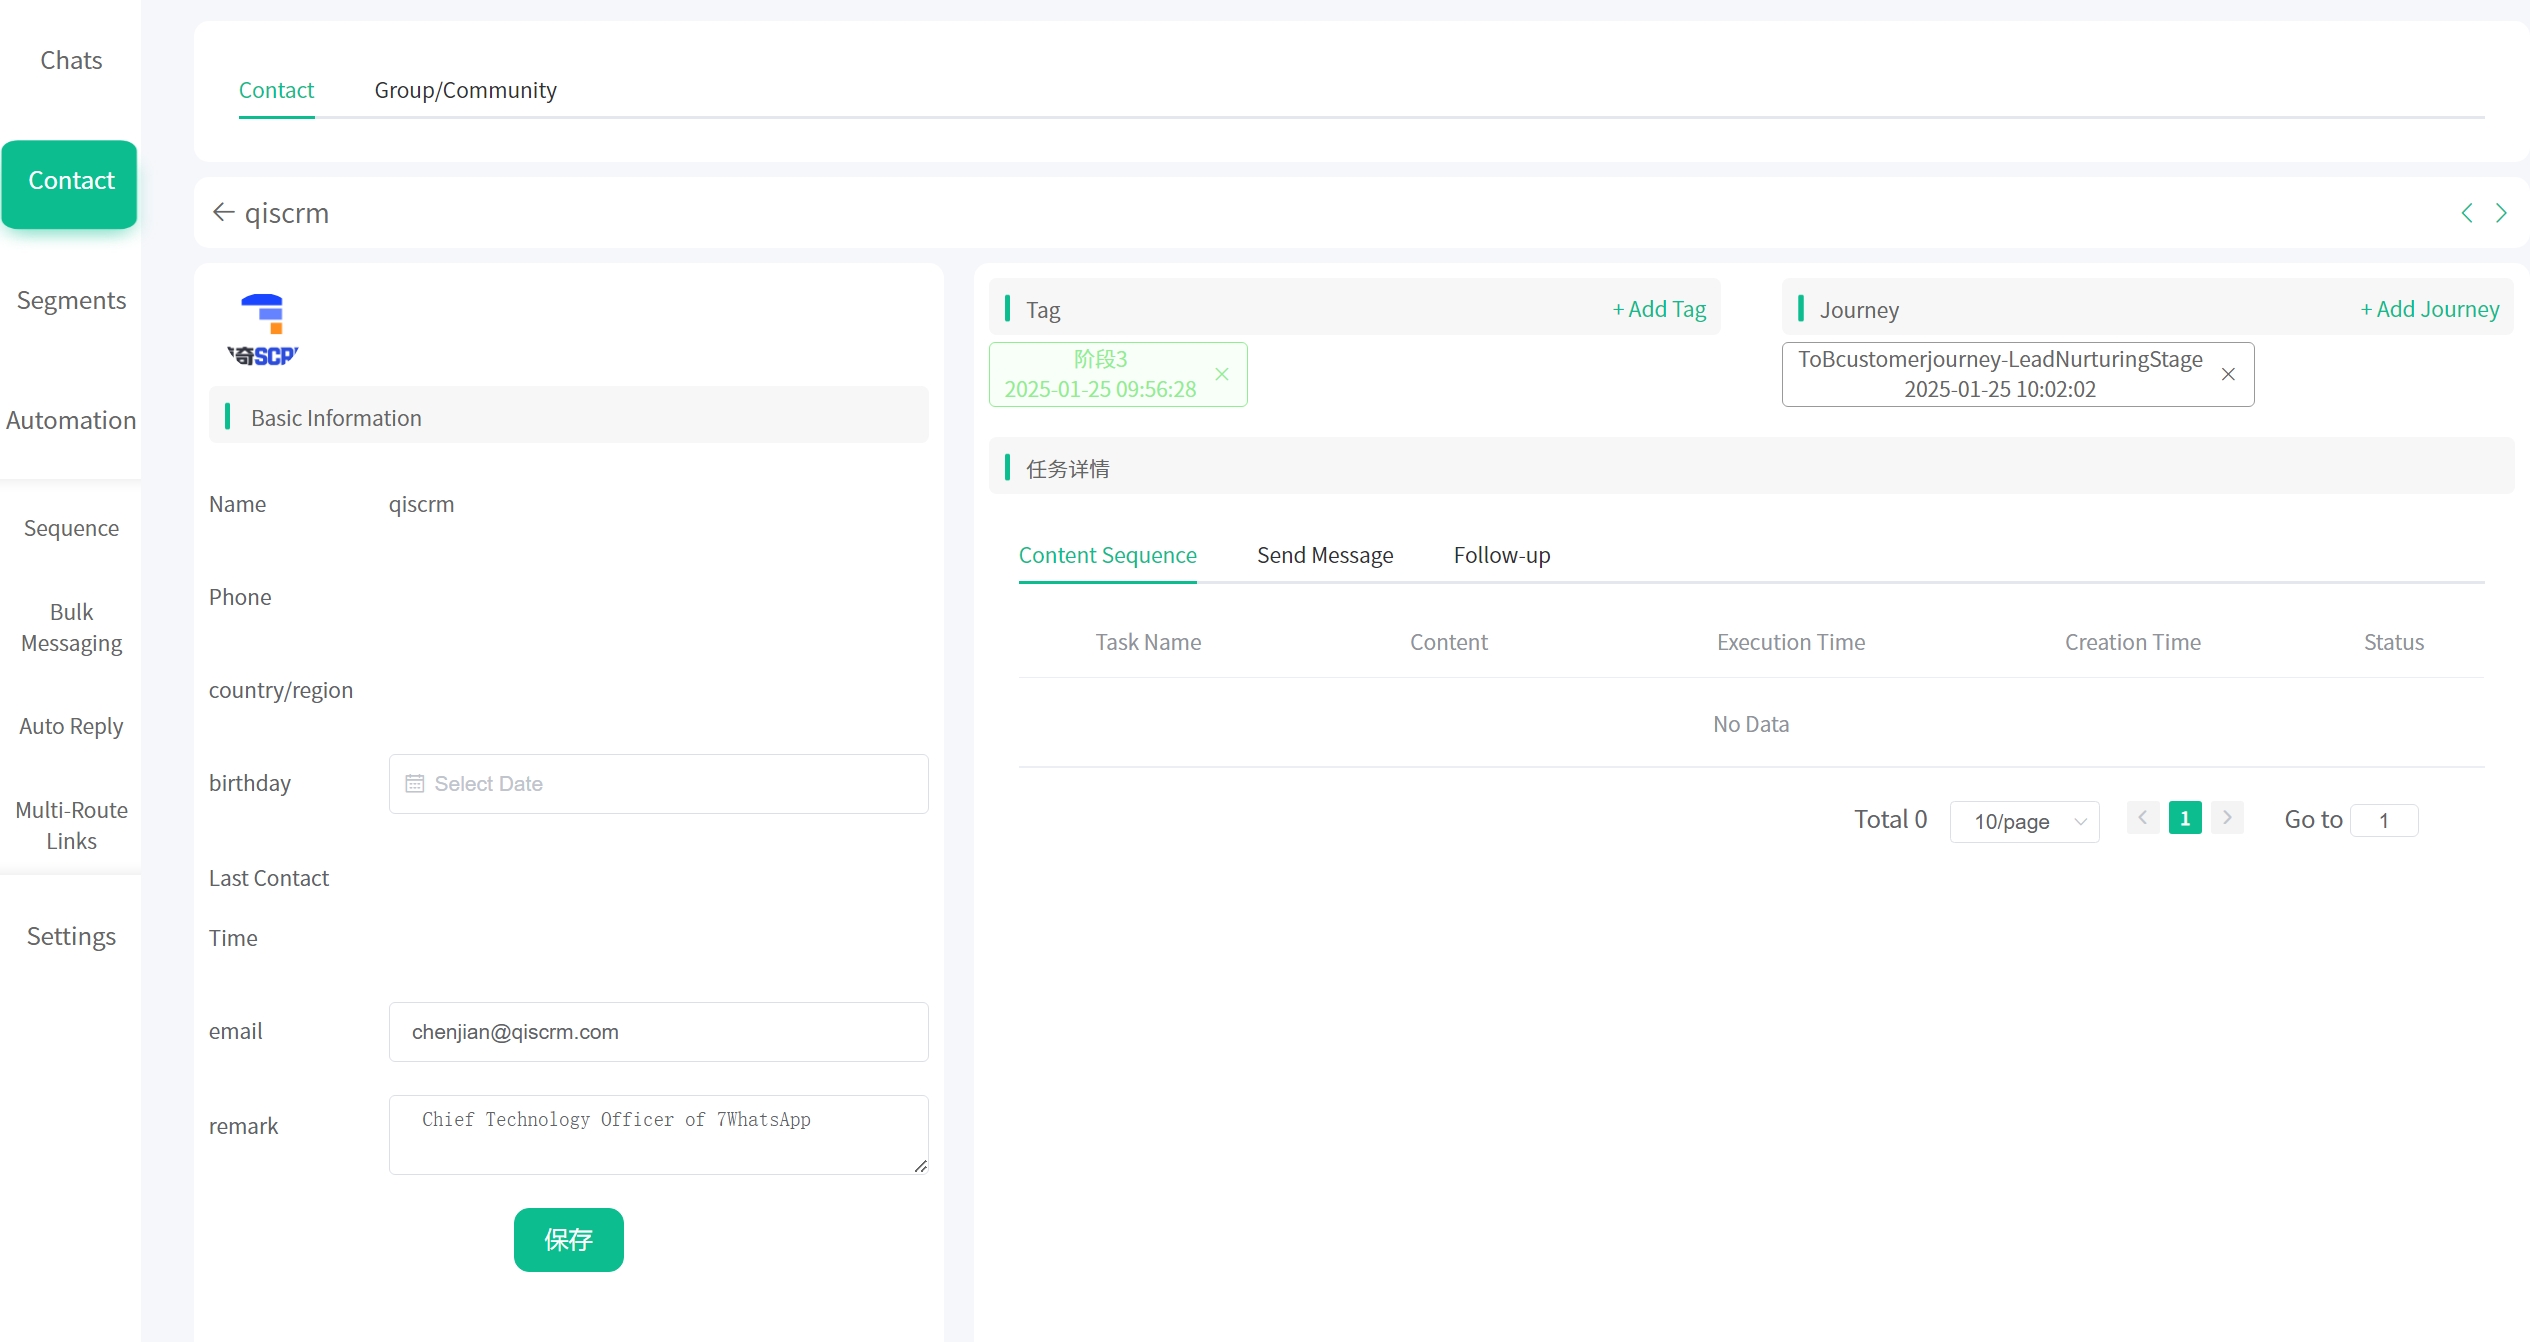 Chats
Contact
Segments
Automation
Sequence
Bulk
Messaging
Auto Reply
Multi-Route
Links
Settings
Contact
Group/Community
qiscrm
奇SCP
Basic Information
Name
qiscrm
Phone
country/region
birthday
Select Date
Last Contact
Time
email
chenjian@qiscrm.com
remark
Chief Technology Officer of 7WhatsApp
保存
Tag
+ Add Tag
阶段3
2025-01-25 09:56:28
Journey
+ Add Journey
ToBcustomerjourney-LeadNurturingStage
2025-01-25 10:02:02
任务详情
Content Sequence
Send Message
Follow-up
Task Name
Content
Execution Time
Creation Time
Status
No Data
Total 0
10/page
1
Go to
1